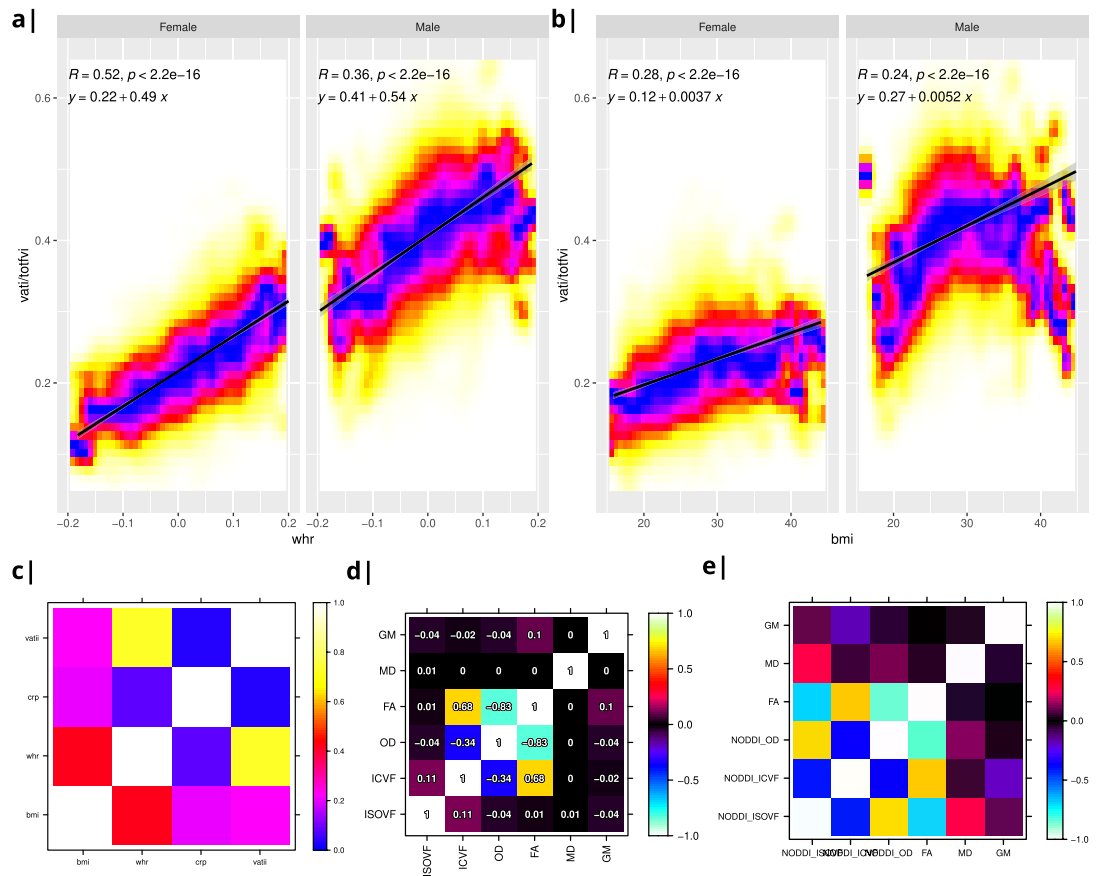 a|
Female
Male
R = 0.52, p < 2.2e−16
y = 0.22 + 0.49 x
R = 0.36, p < 2.2e−16
y = 0.41 + 0.54 x
vati/totfvi
0.6
0.4
0.2
−0.2
−0.1
0.0
0.1
0.2
−0.2
−0.1
0.0
0.1
0.2
whr
b|
Female
Male
R = 0.28, p < 2.2e−16
y = 0.12 + 0.0037 x
R = 0.24, p < 2.2e−16
y = 0.27 + 0.0052 x
vati/totfvi
0.6
0.4
0.2
20
30
40
20
30
40
bmi
c|
vatii
crp
whr
bmi
bmi
whr
crp
vatii
1.0
0.8
0.6
0.4
0.2
0.0
d|
GM −0.04 −0.02 −0.04 0.1 0 1
MD 0.01 0 0 0 1 0
FA 0.01 0.68 −0.83 1 0 0.1
OD −0.04 −0.34 1 −0.83 0 −0.04
ICVF 0.11 1 −0.34 0.68 0 −0.02
ISOVF 1 0.11 −0.04 0.01 0.01 −0.04
ISOVF
ICVF
OD
FA
MD
GM
1.0
0.5
0.0
−0.5
−1.0
e|
GM
MD
FA
NODDI_OD
NODDI_ICVF
NODDI_ISOVF
NODDI_ISOVF
NODDI_ICVF
NODDI_OD
FA
MD
GM
1.0
0.5
0.0
−0.5
−1.0